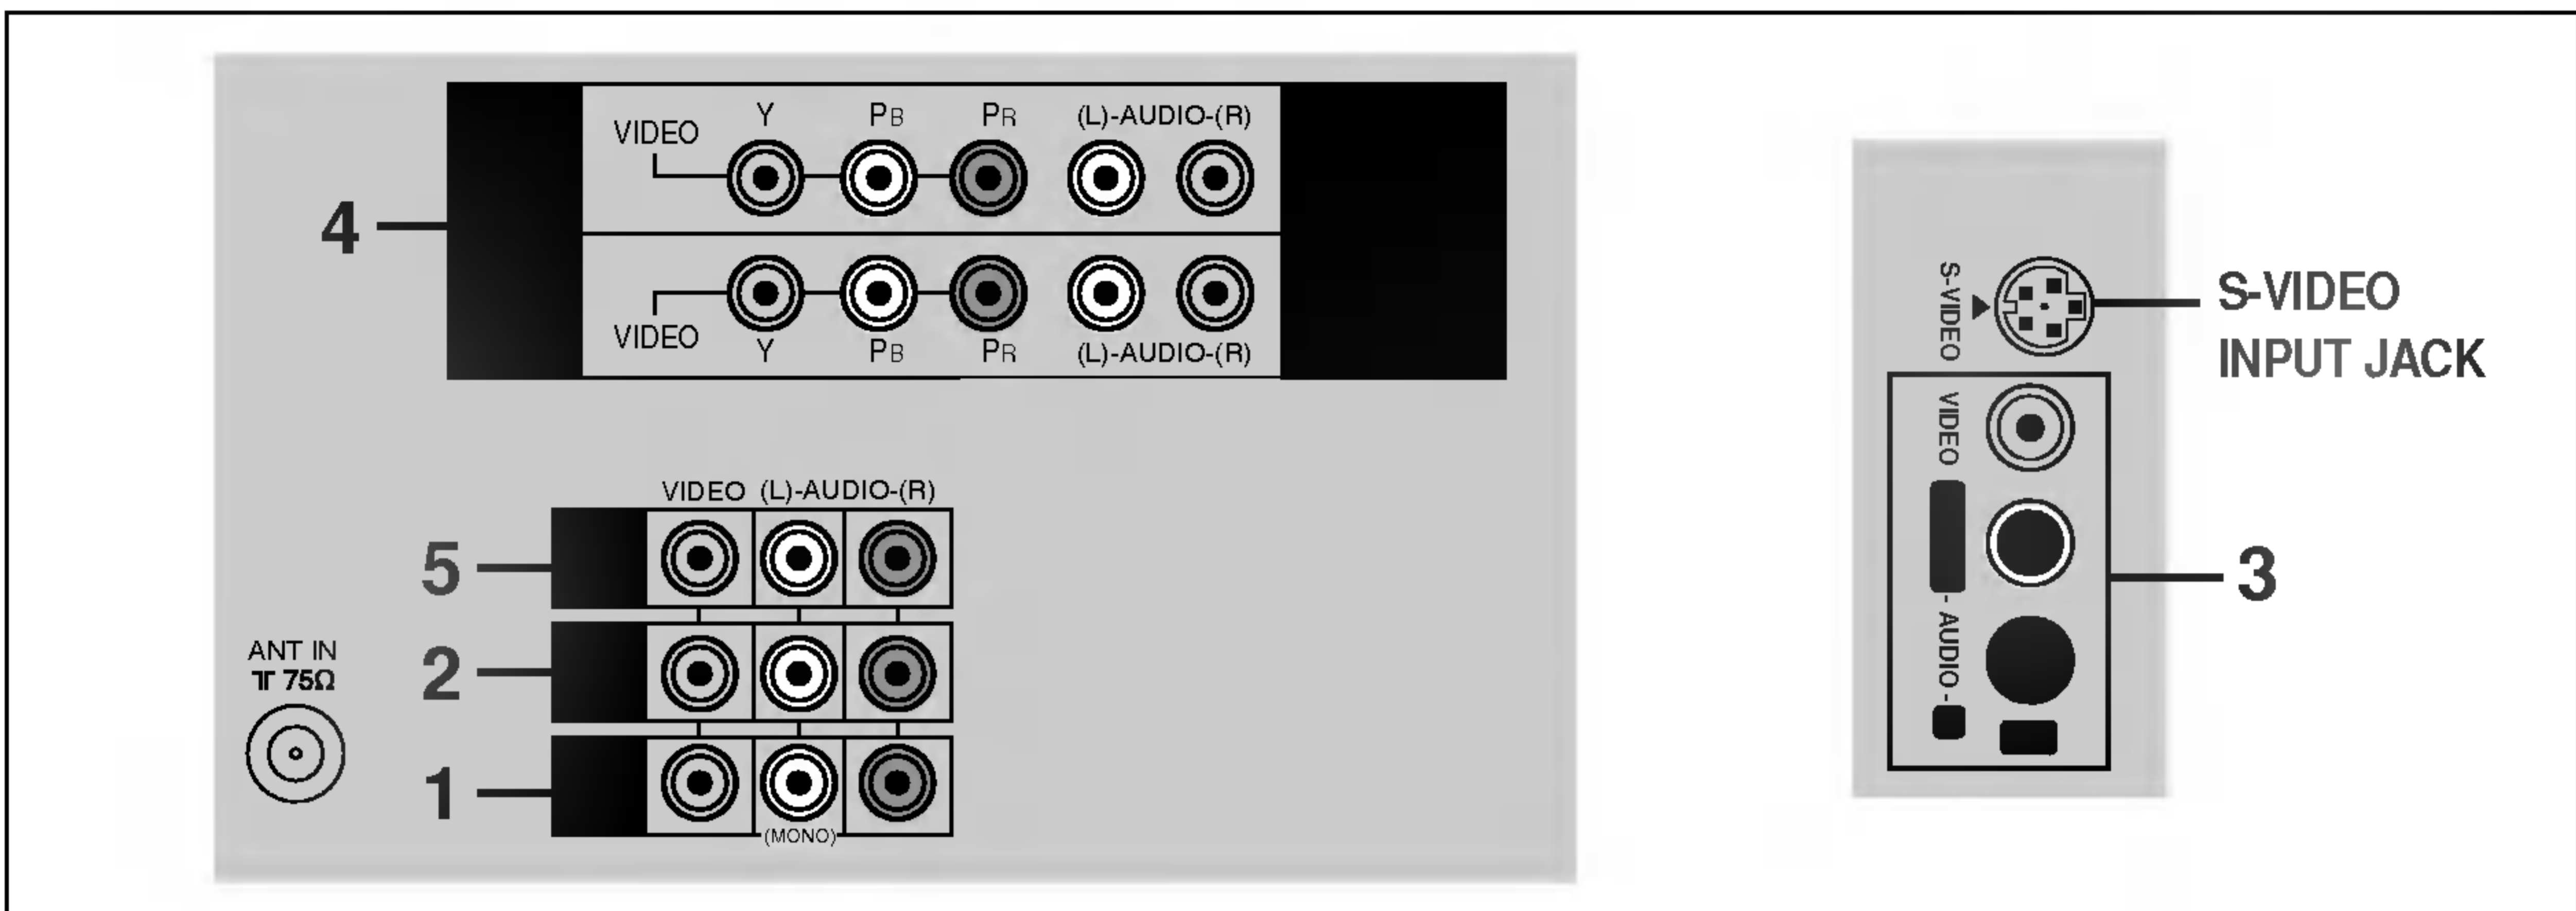 VIDEO Y PB PR (L)-AUDIO-(R)
4
VIDEO Y PB PR (L)-AUDIO-(R)
VIDEO (L)-AUDIO-(R)
5
2
1
(MONO)
ANT IN
75Ω
S-VIDEO
VIDEO
- AUDIO -
S-VIDEO
INPUT JACK
3